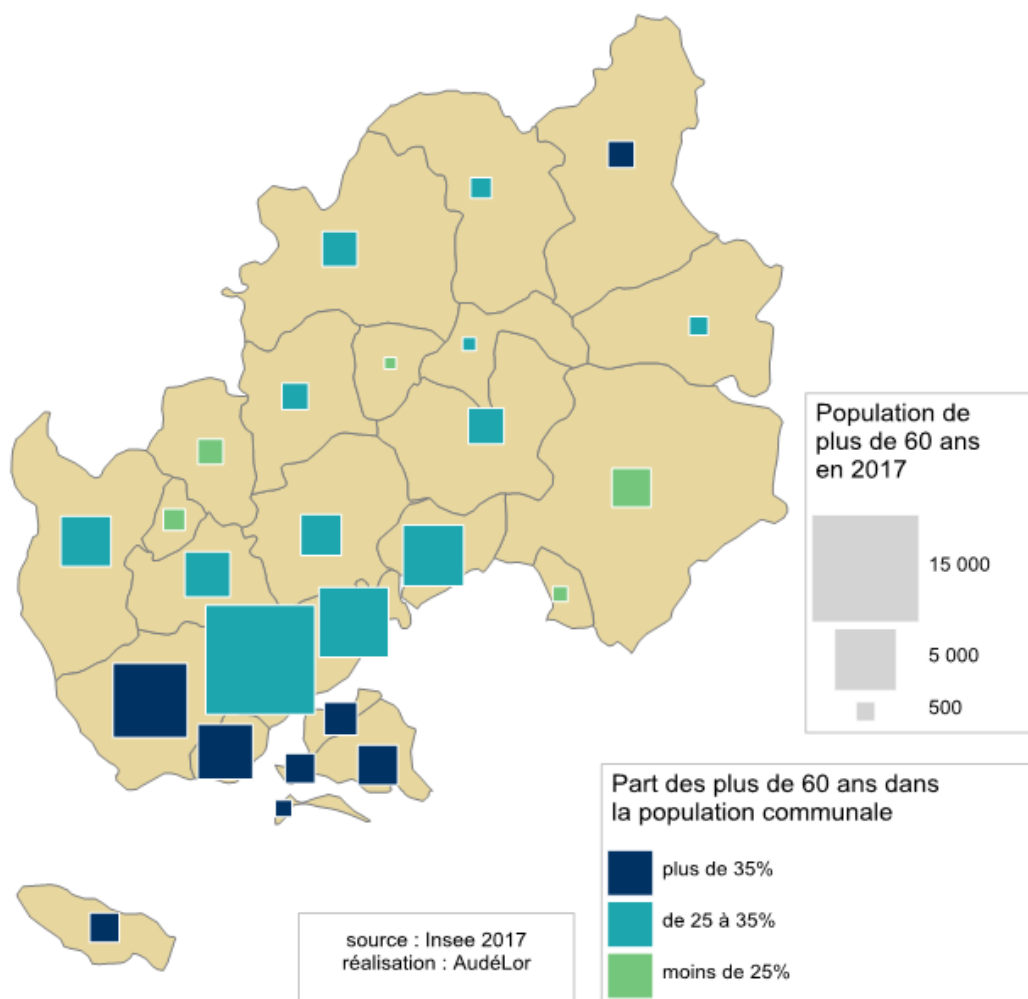 Population de
plus de 60 ans
en 2017
15 000
5 000
500
Part des plus de 60 ans dans
la population communale
plus de 35%
de 25 à 35%
moins de 25%
source : Insee 2017
réalisation : AudéLor